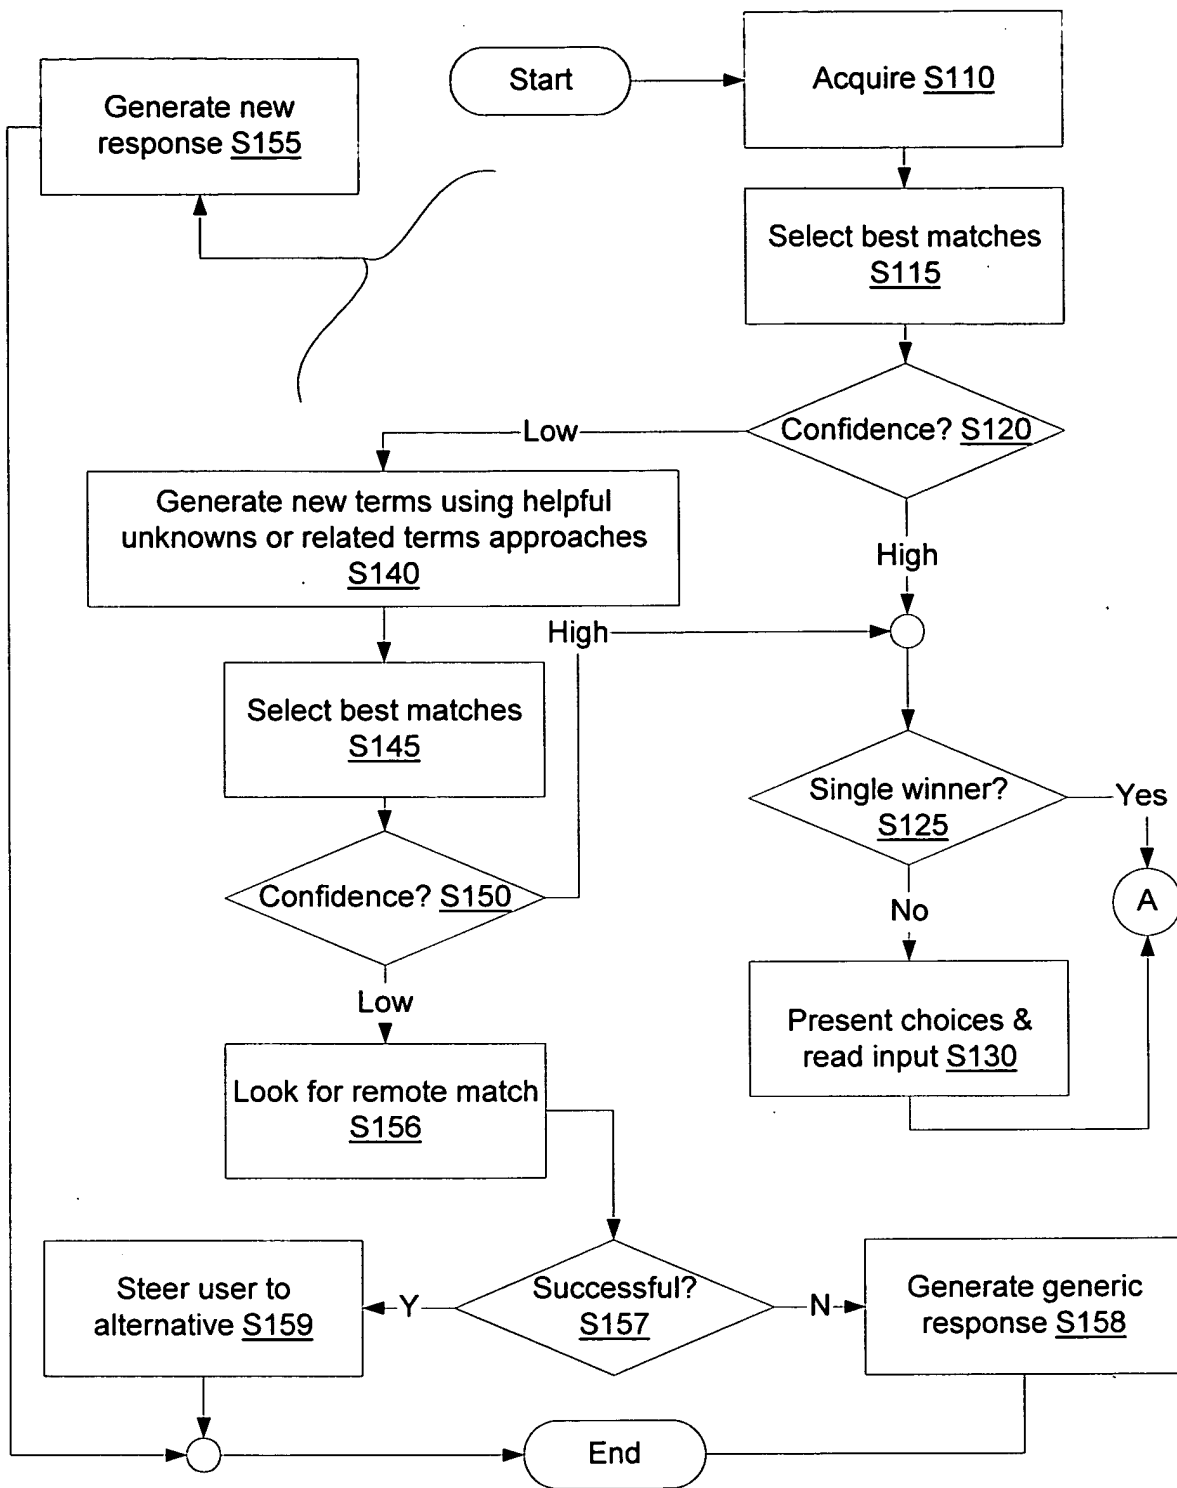 Start
Acquire S110
Generate new
response S155
Select best matches
S115
Confidence? S120
Low
High
Generate new terms using helpful
unknowns or related terms approaches
S140
High
Select best matches
S145
Single winner?
S125
Yes
A
No
Confidence? S150
Low
Present choices &
read input S130
Look for remote match
S156
Steer user to
alternative S159
Y
Successful?
S157
N
Generate generic
response S158
End